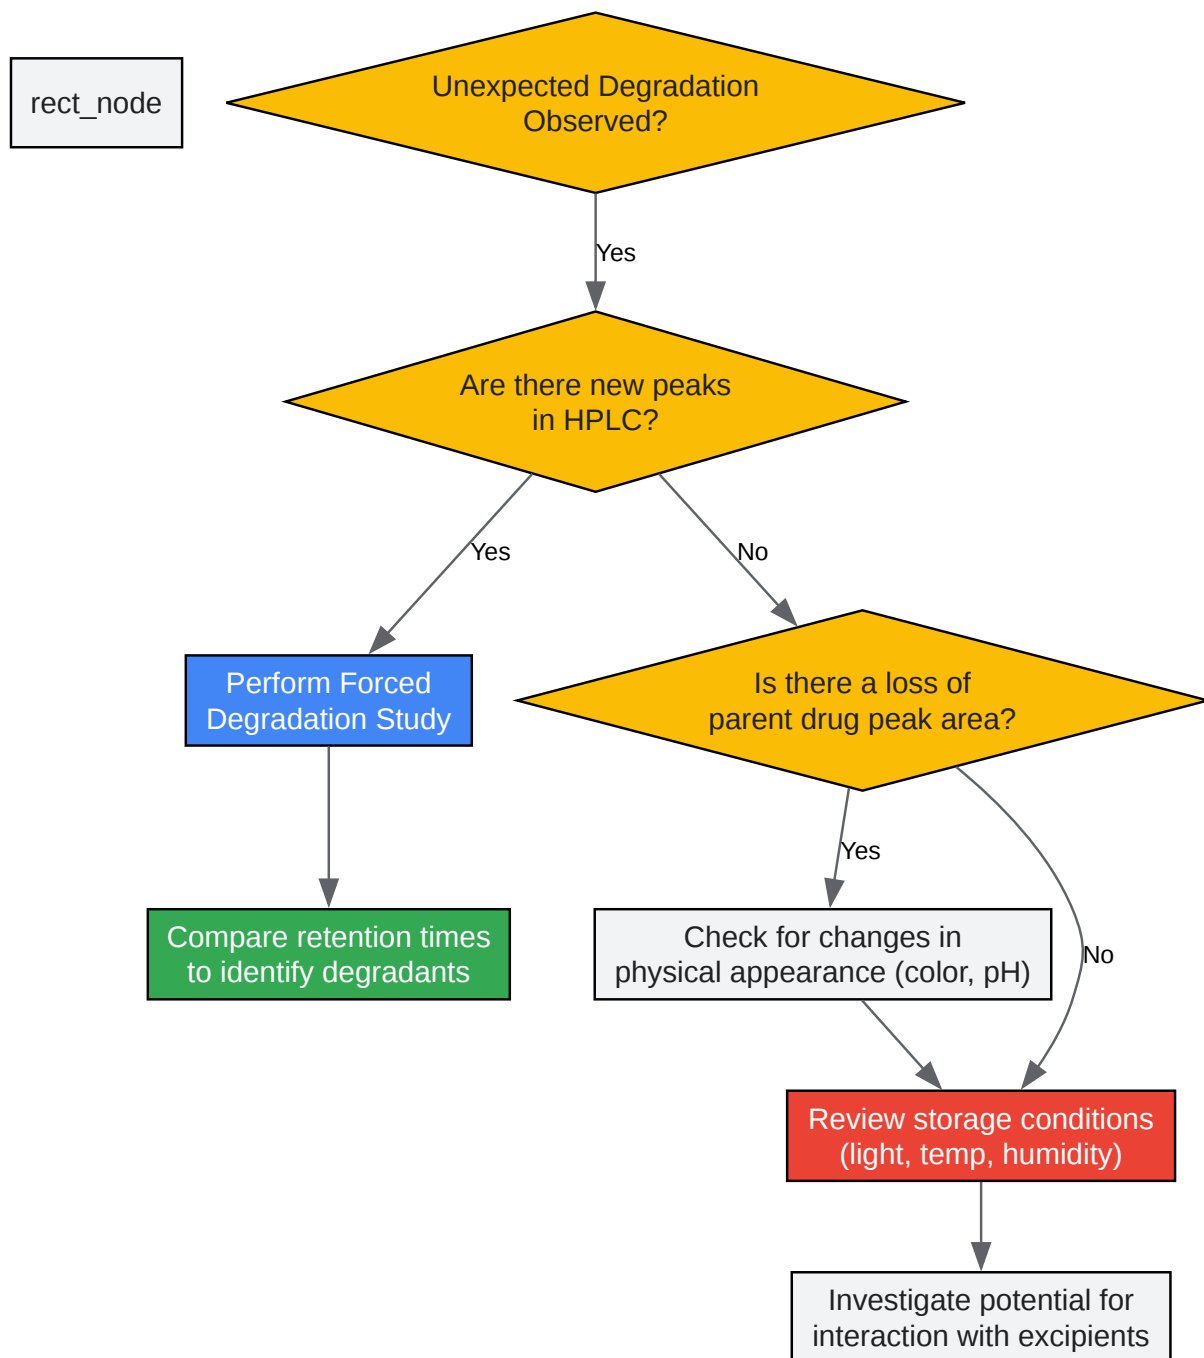 rect_node
Unexpected Degradation
Observed?
Yes
Are there new peaks
in HPLC?
Yes
No
Perform Forced
Degradation Study
Is there a loss of
parent drug peak area?
Yes
Compare retention times
to identify degradants
Check for changes in
physical appearance (color, pH)
No
Review storage conditions
(light, temp, humidity)
Investigate potential for
interaction with excipients